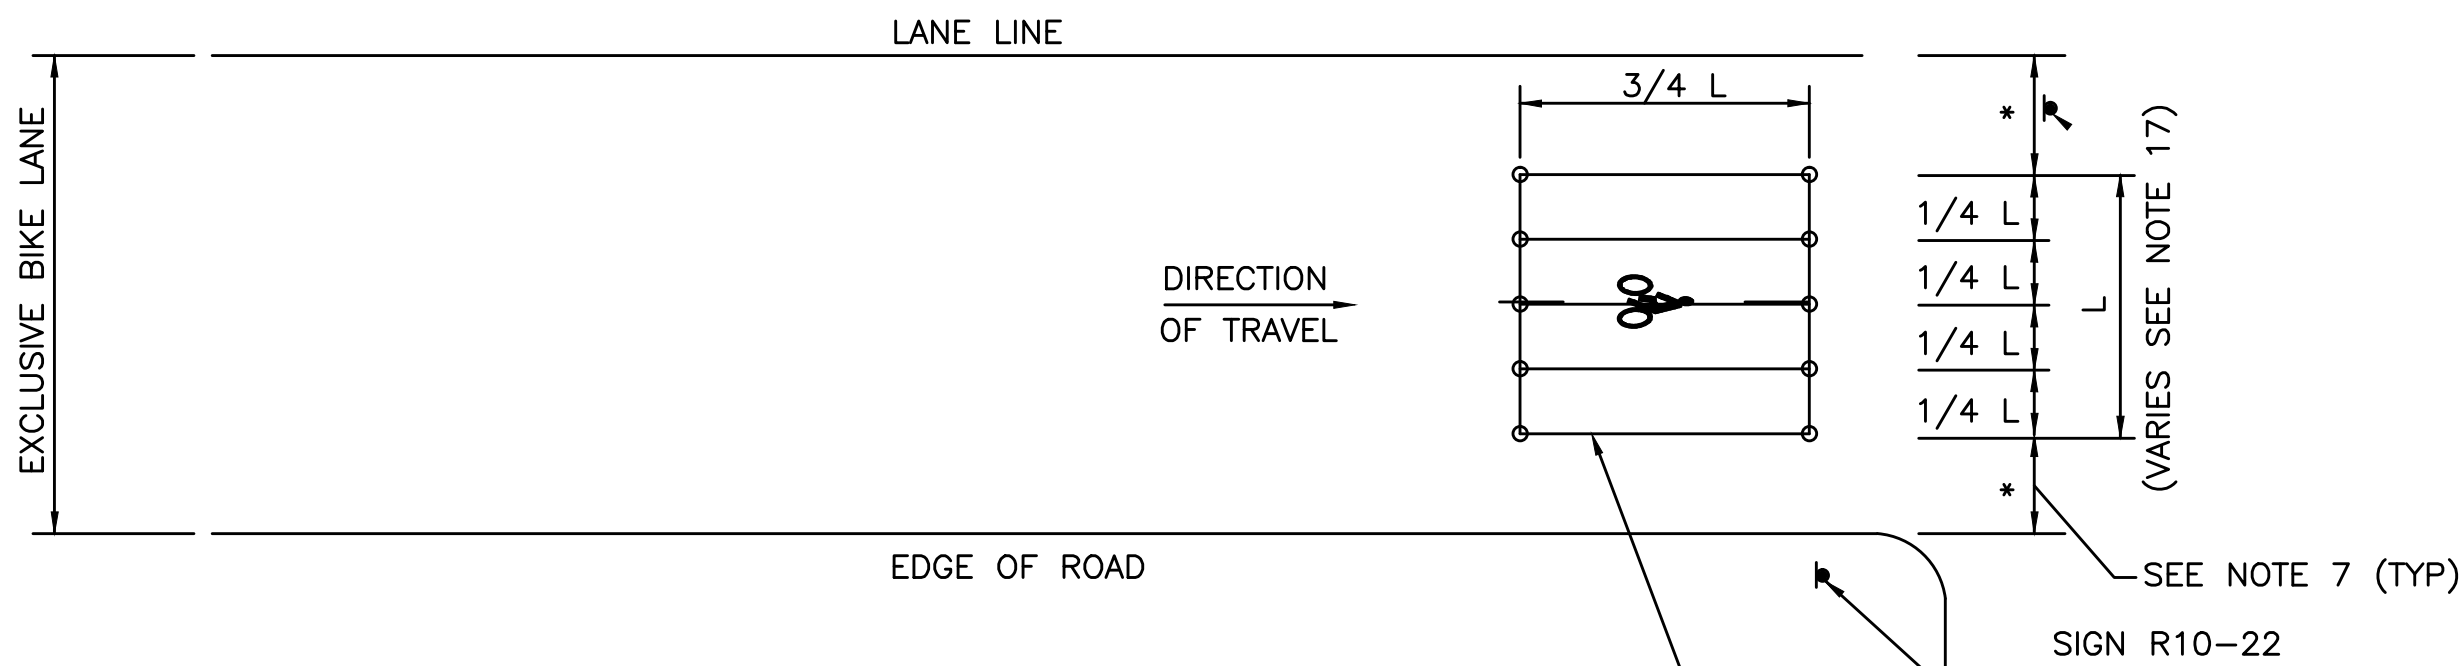 LANE LINE
3/4 L
*
EXCLUSIVE BIKE LANE
(VARIES SEE NOTE 17)
1/4 L
1/4 L
L
DIRECTION
OF TRAVEL
1/4 L
1/4 L
*
EDGE OF ROAD
SEE NOTE 7 (TYP)
SIGN R10-22